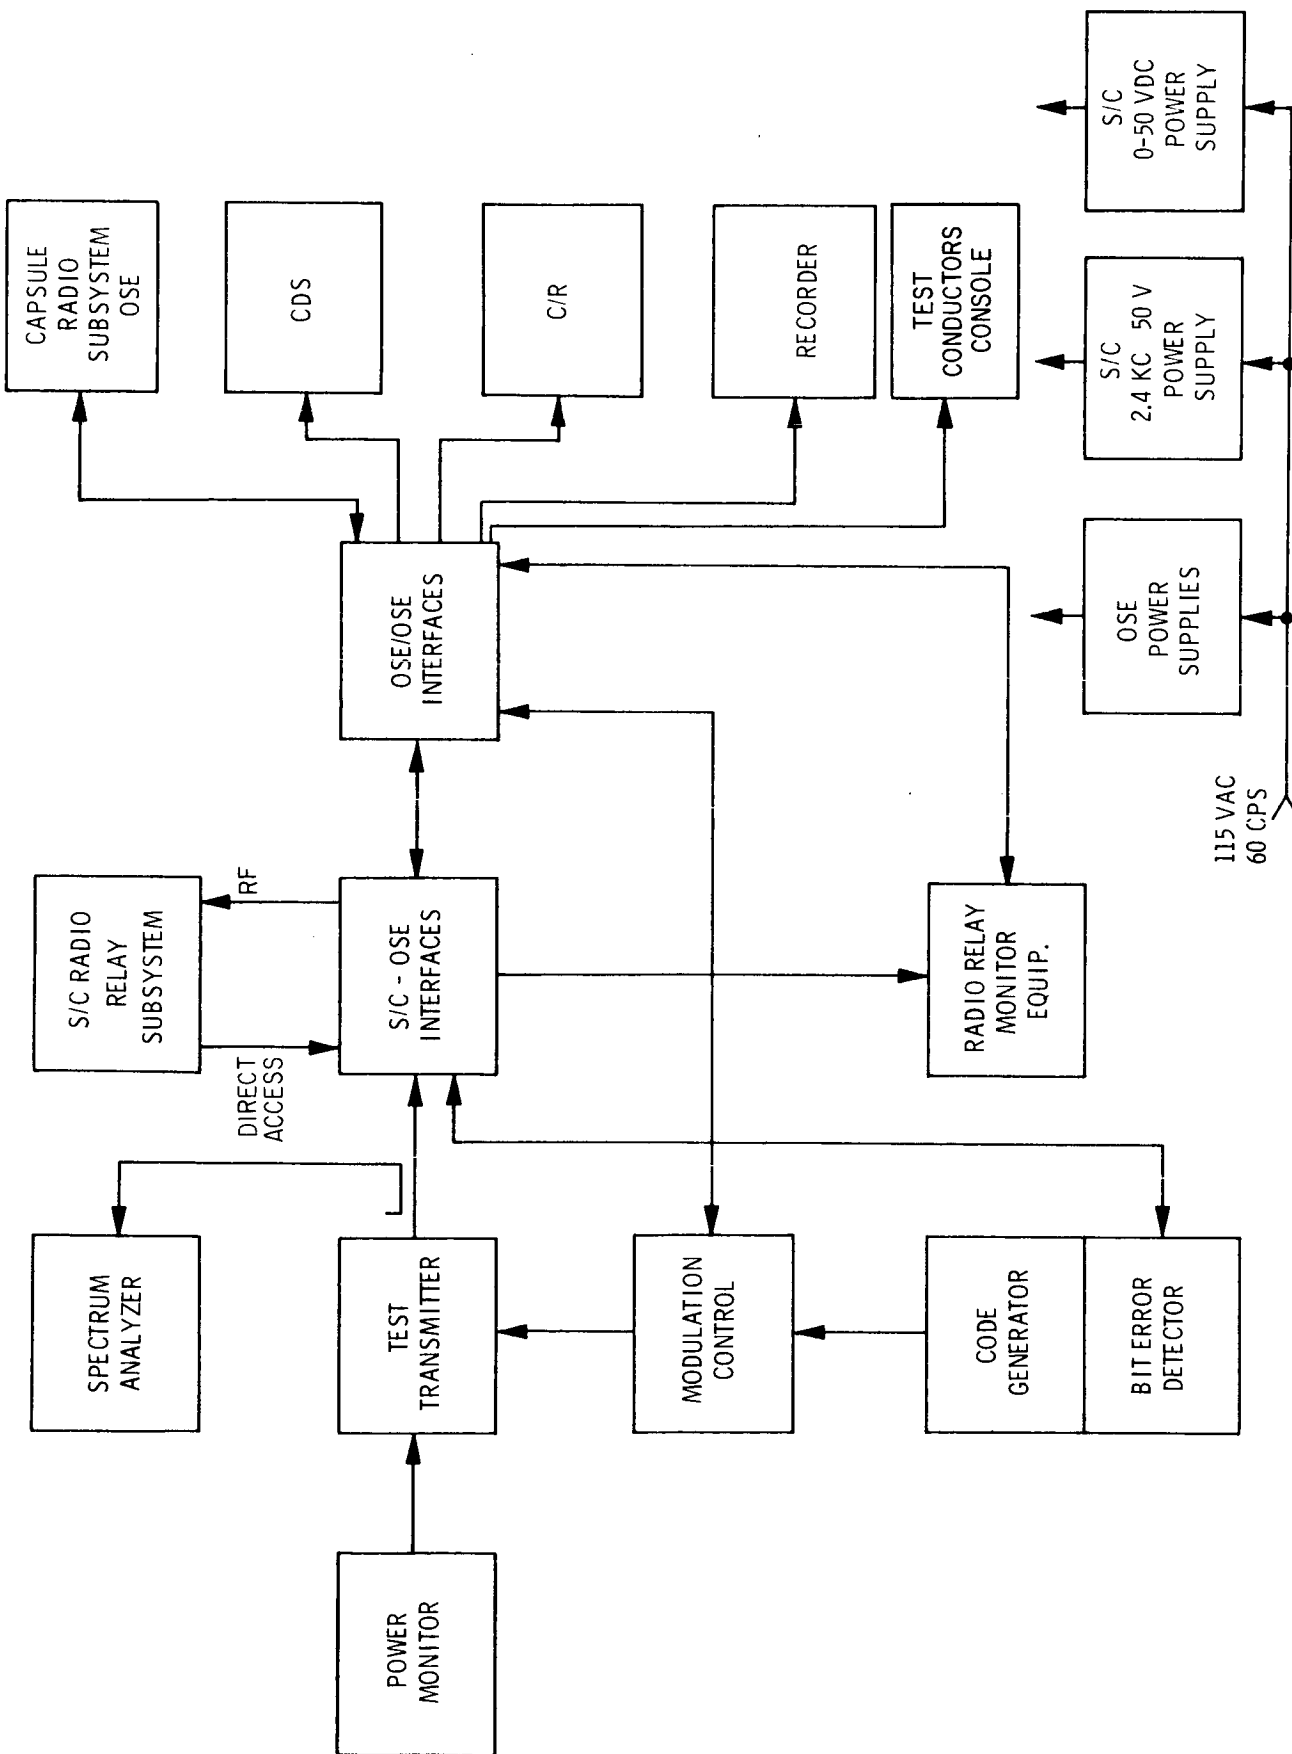 CAPSULE
RADIO
SUBSYSTEM
OSE
CDS
C/R
RECORDER
TEST
CONDUCTORS
CONSOLE
S/C
0-50 VDC
POWER
SUPPLY
S/C
2.4 KC 50 V
POWER
SUPPLY
OSE
POWER
SUPPLIES
115 VAC
60 CPS
OSE/OSE
INTERFACES
S/C RADIO
RELAY
SUBSYSTEM
RF
DIRECT
ACCESS
S/C - OSE
INTERFACES
RADIO RELAY
MONITOR
EQUIP.
SPECTRUM
ANALYZER
TEST
TRANSMITTER
MODULATION
CONTROL
CODE
GENERATOR
BIT ERROR
DETECTOR
POWER
MONITOR